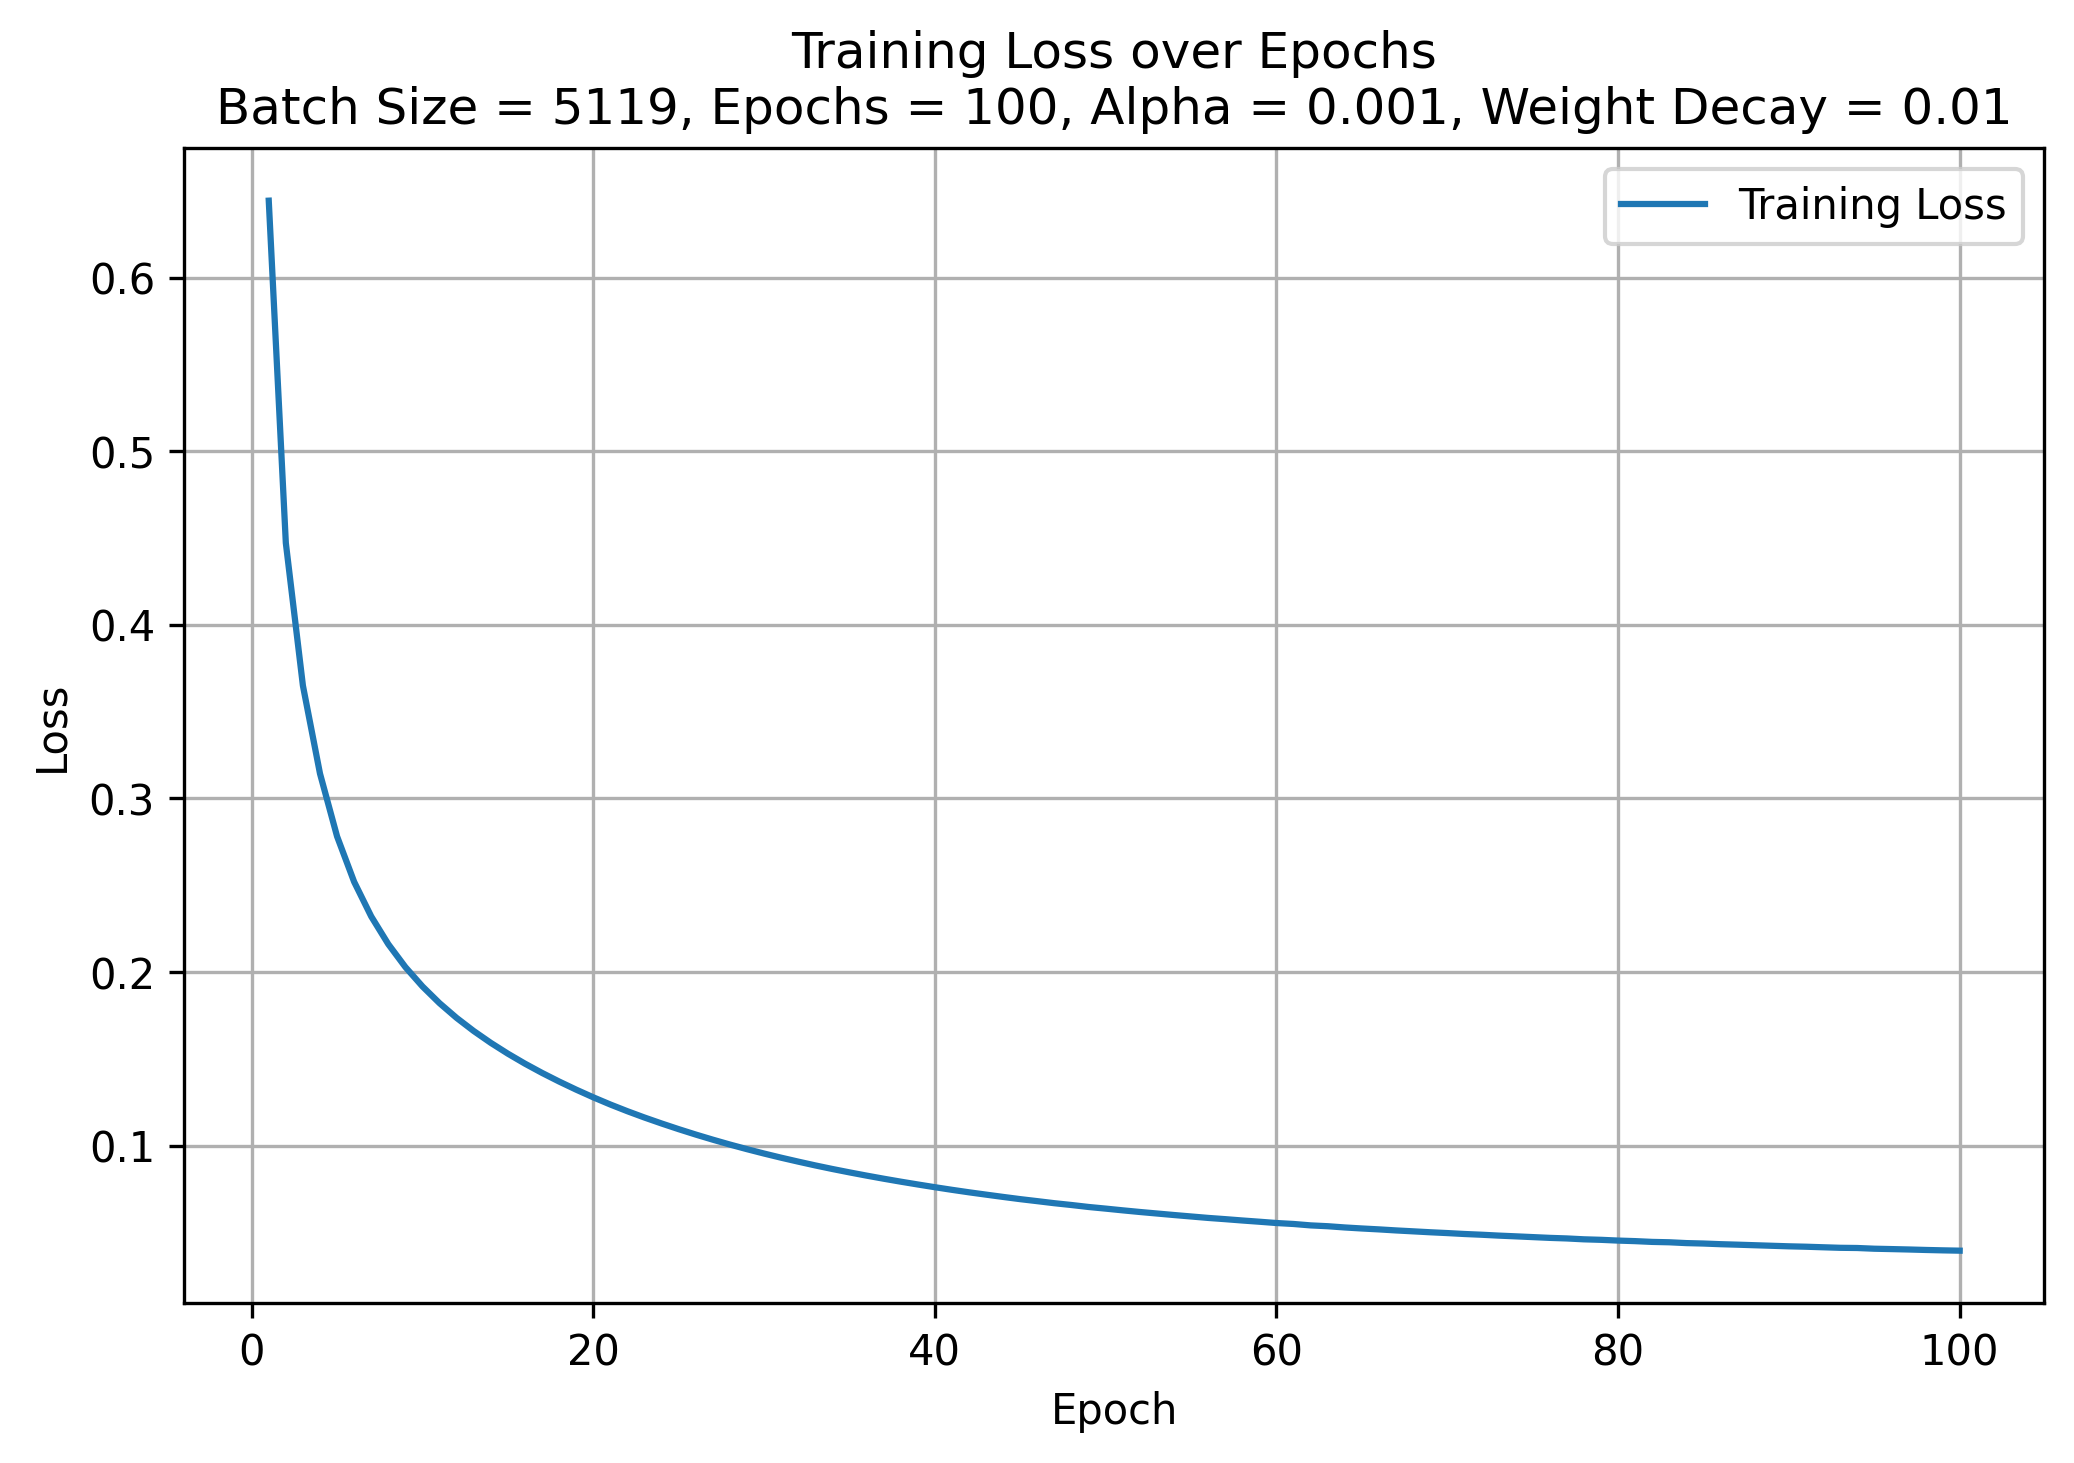 Training Loss over Epochs
Batch Size = 5119, Epochs = 100, Alpha = 0.001, Weight Decay = 0.01
Training Loss
0.6
0.5
0.4
0.3
0.2
0.1
Loss
0 20 40 60 80 100
Epoch